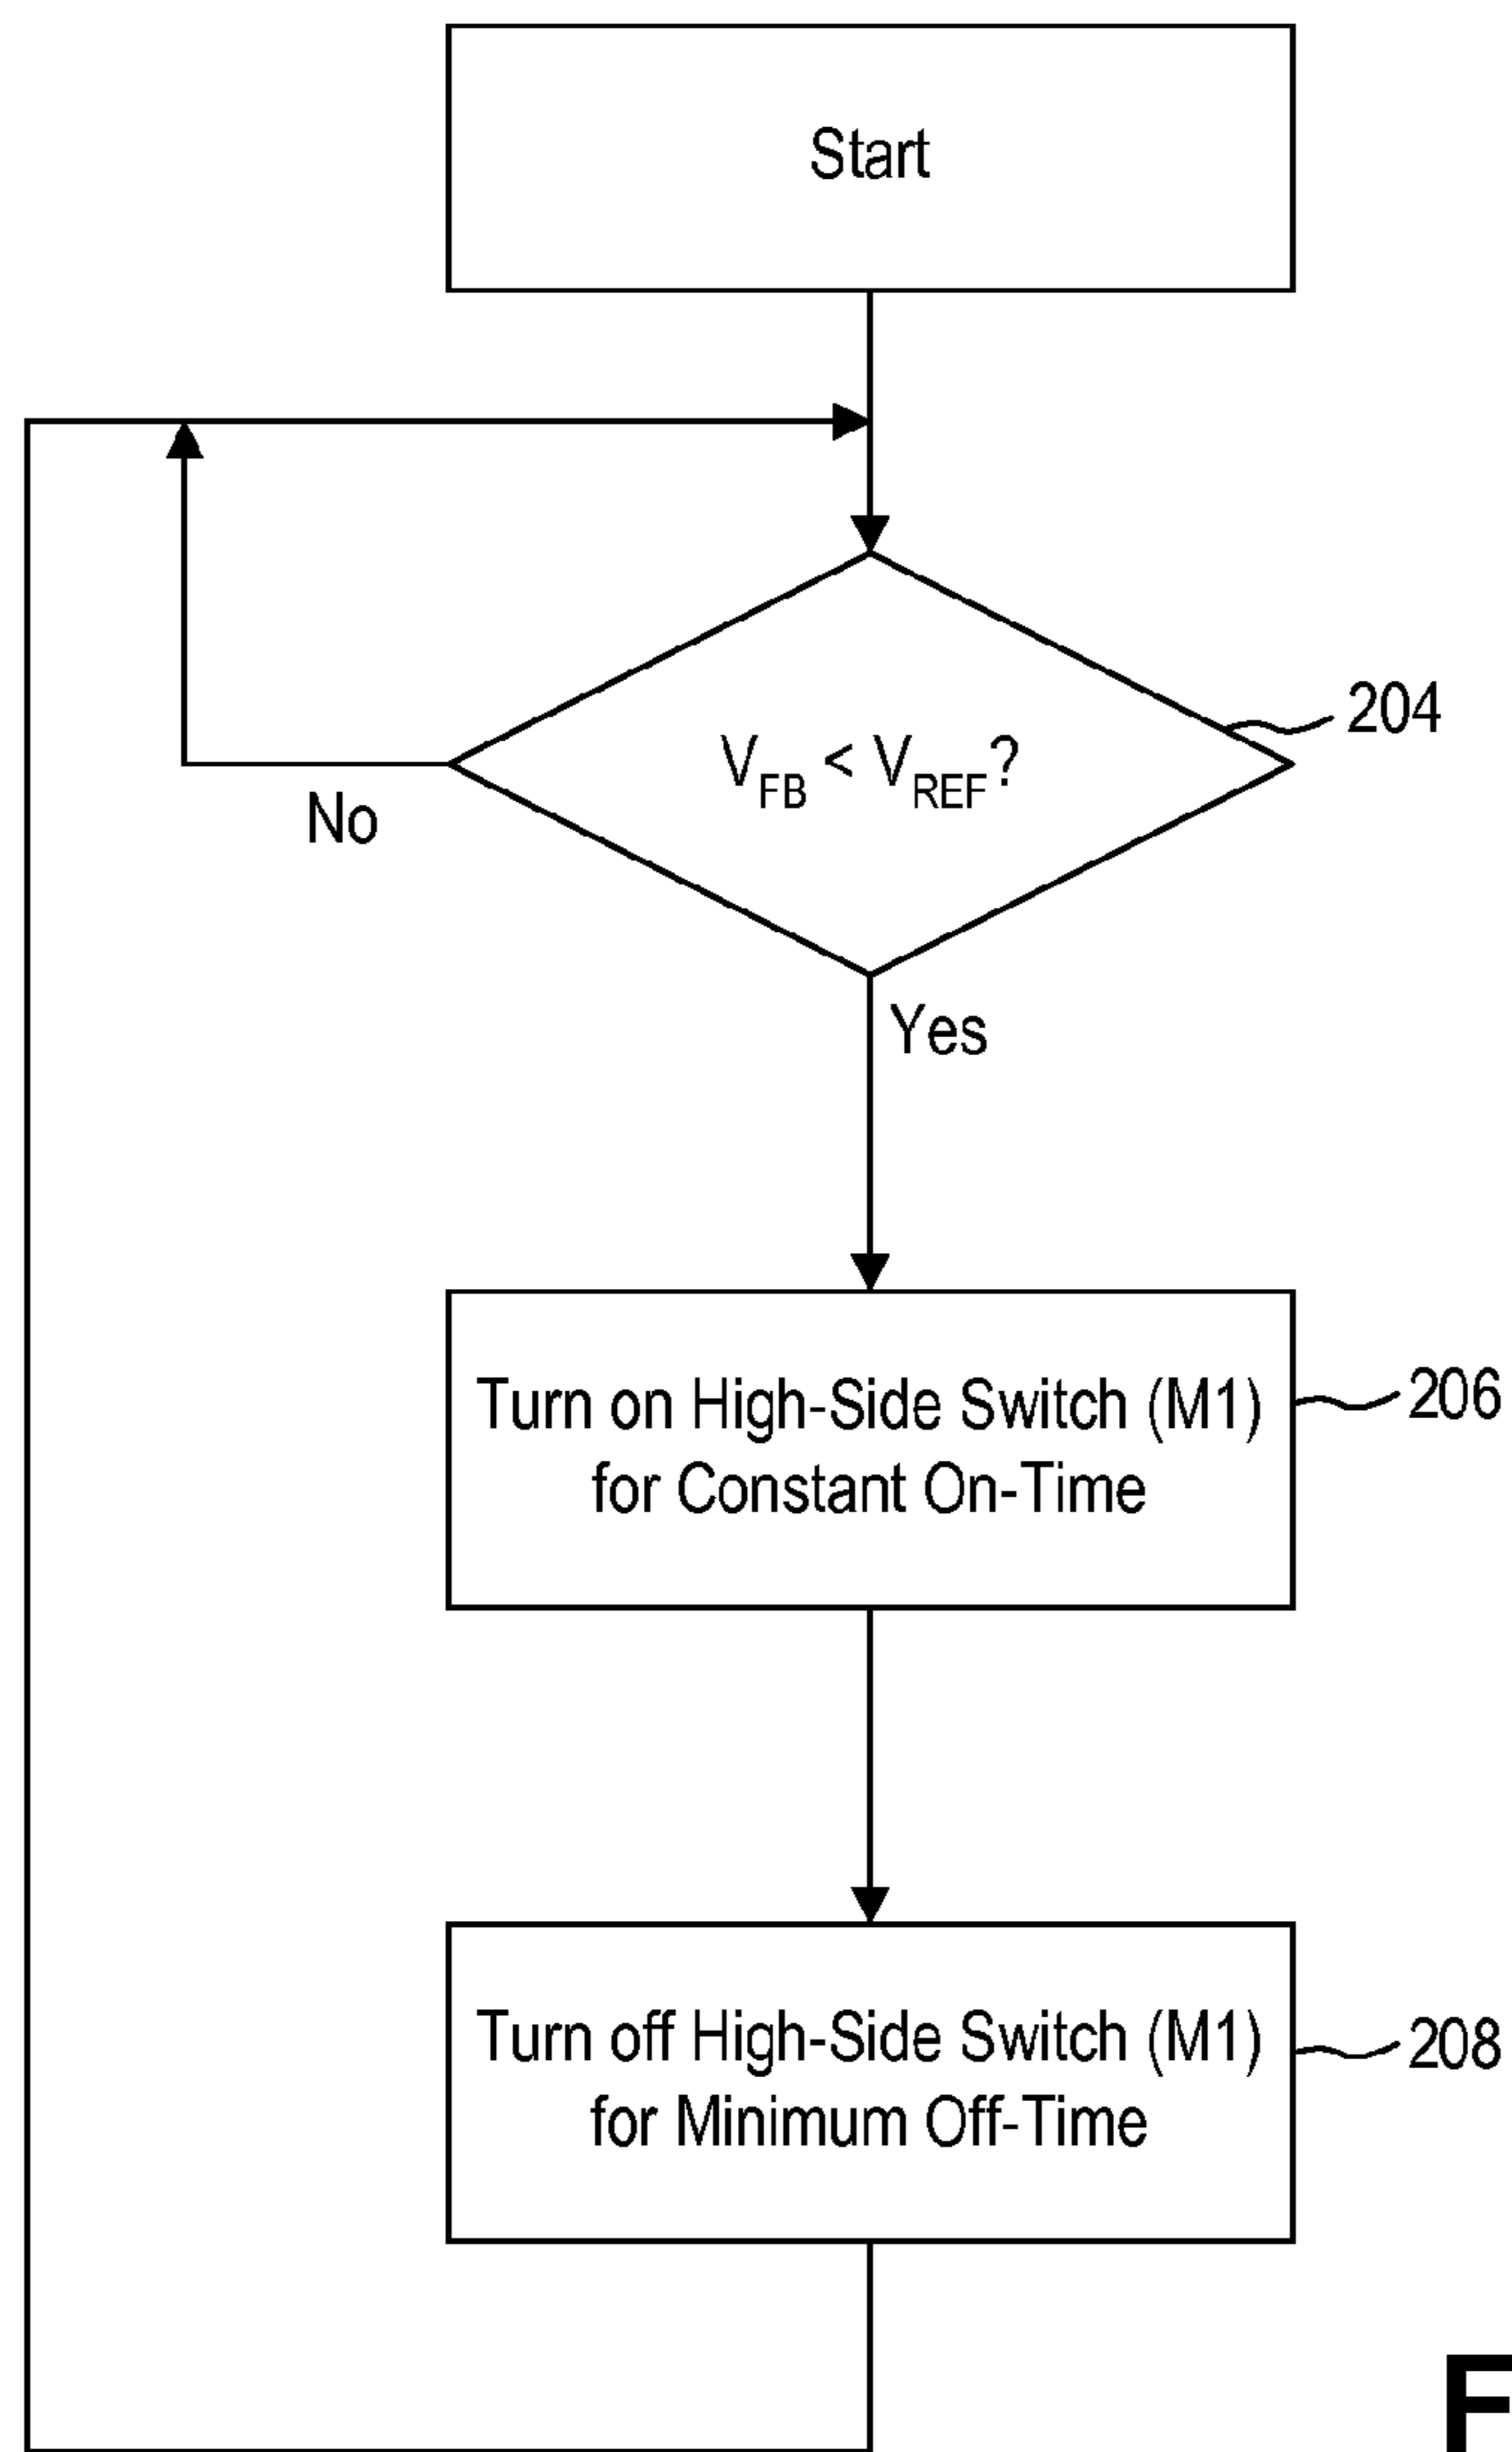 Start
V_FB < V_REF?
204
No
Yes
Turn on High-Side Switch (M1)
for Constant On-Time
206
Turn off High-Side Switch (M1)
for Minimum Off-Time
208
F